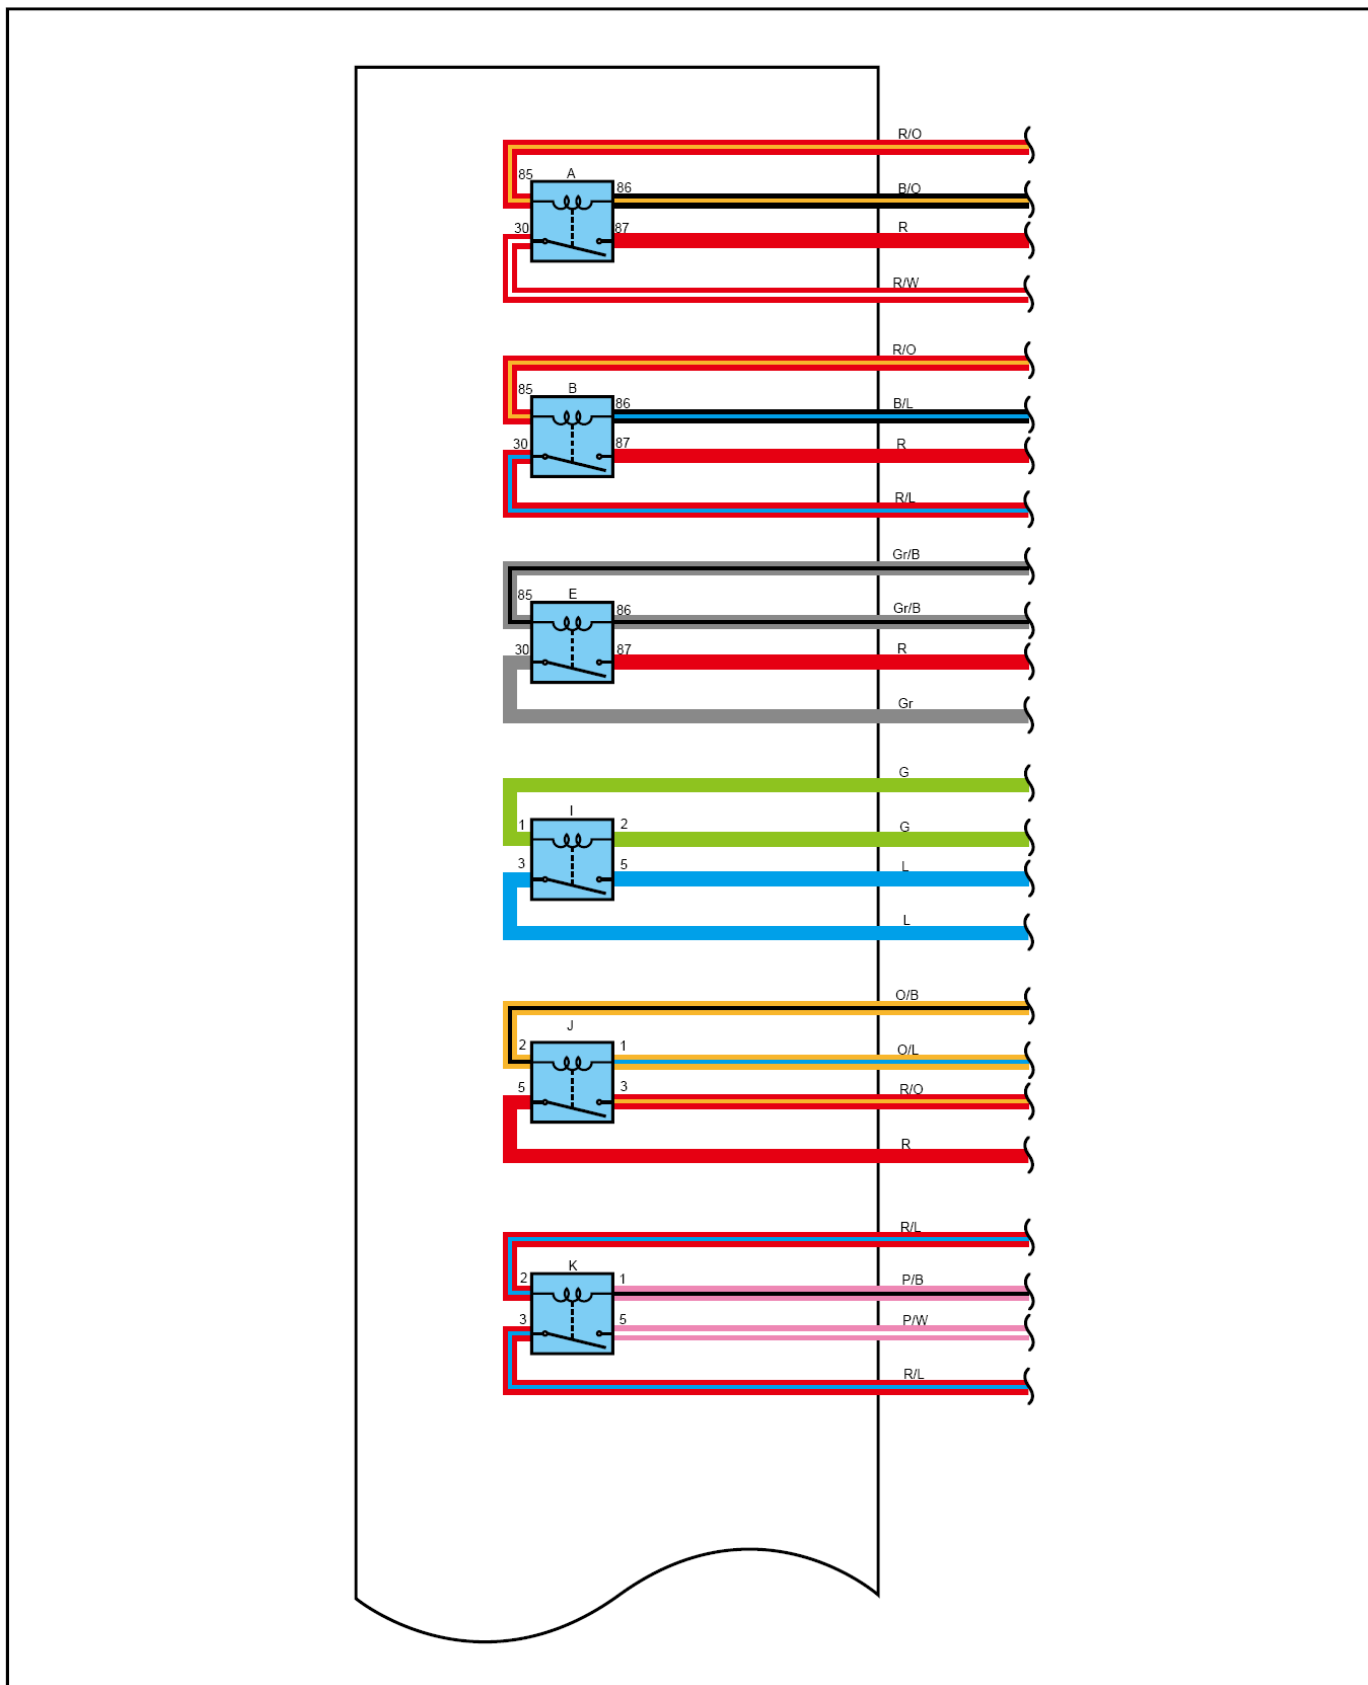 R/O
85 A 86 B/O
30 87 R
R/W
R/O
85 B 86 B/L
30 87 R
R/L
Gr/B
85 E 86 Gr/B
30 87 R
Gr
G
1 I 2 G
3 5 L
L
O/B
2 J 1 O/L
5 3 R/O
R
R/L
2 K 1 P/B
3 5 P/W
R/L